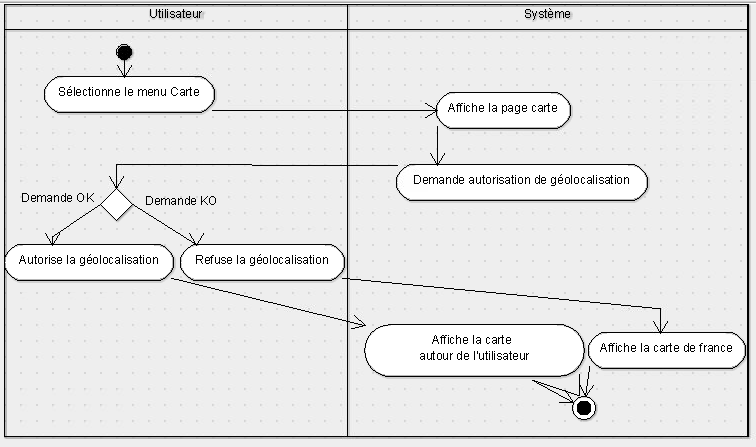 Utilisateur
Système
Sélectionne le menu Carte
Affiche la page carte
Demande autorisation de géolocalisation
Demande OK
Demande KO
Autorise la géolocalisation
Refuse la géolocalisation
Affiche la carte
autour de l'utilisateur
Affiche la carte de france